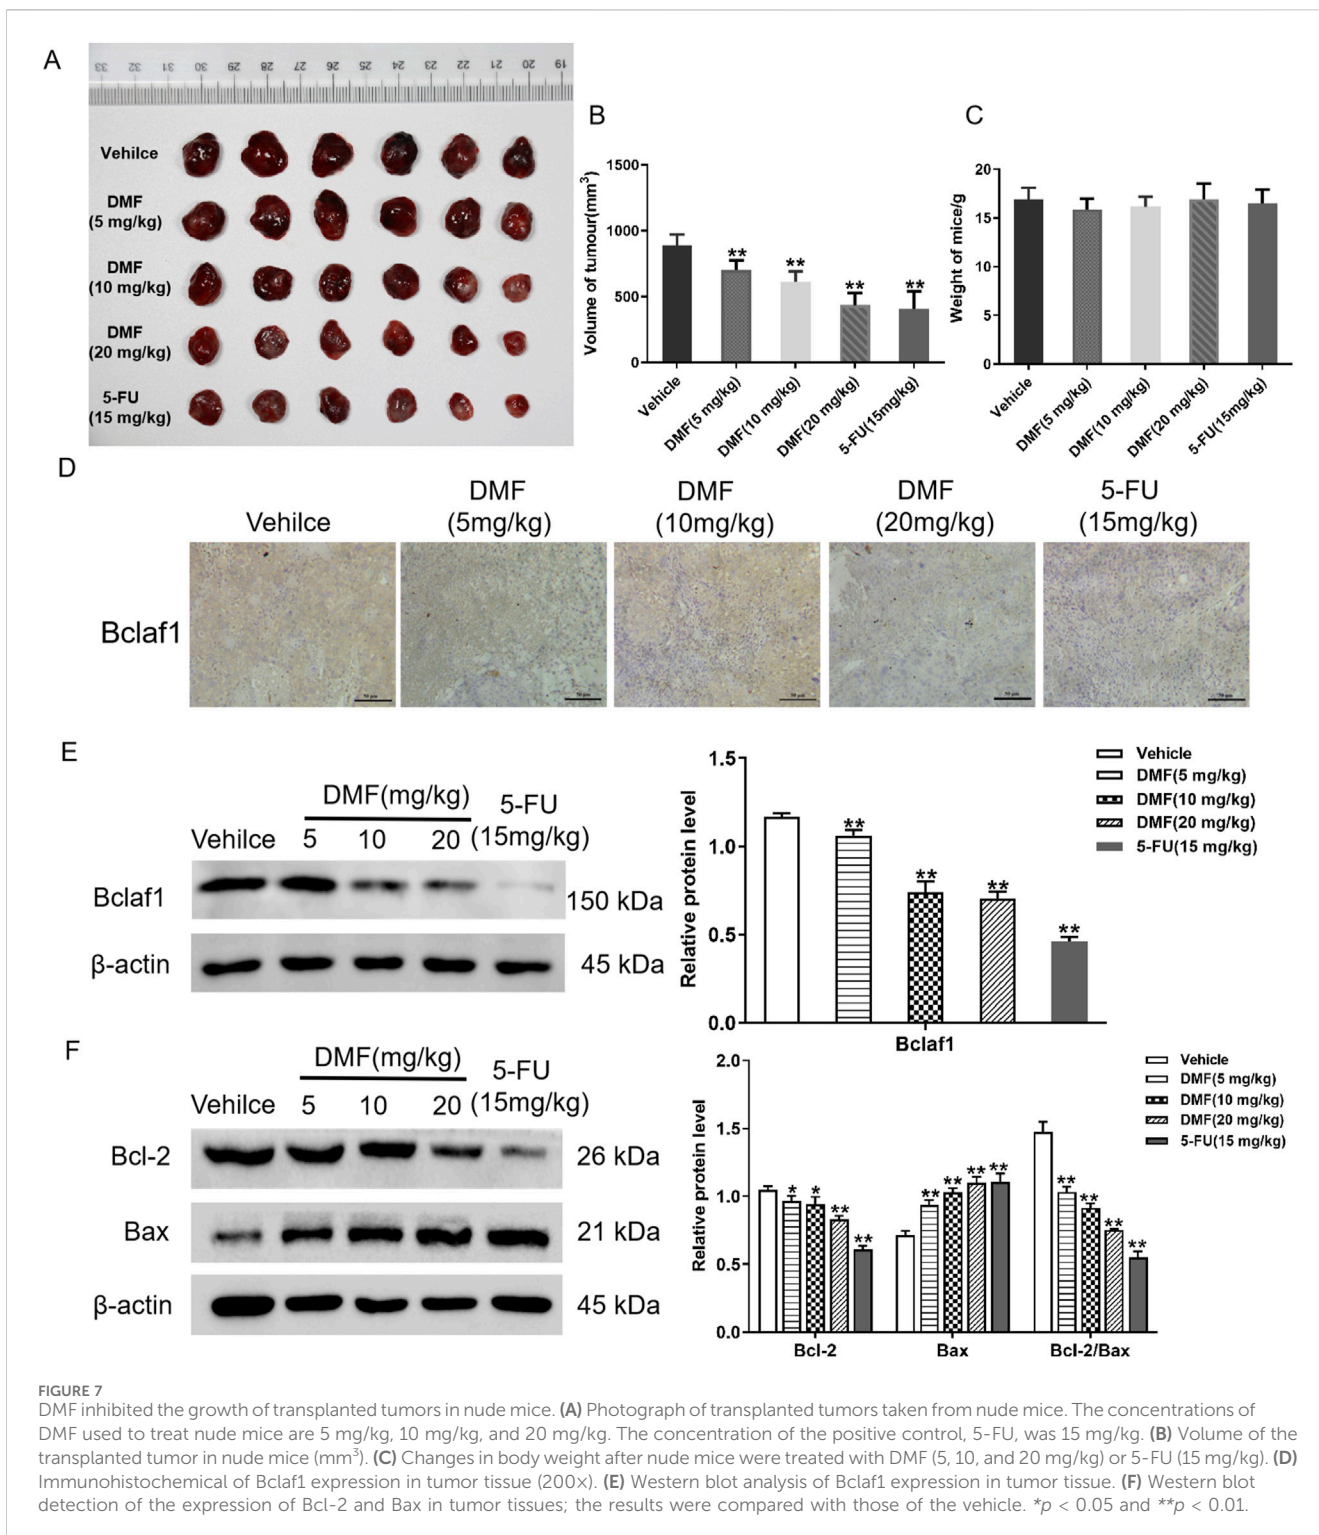 A
33 32 31 30 29 28 27 26 25 24 23 22 21 20 19
Vehilce
DMF
(5 mg/kg)
DMF
(10 mg/kg)
DMF
(20 mg/kg)
5-FU
(15 mg/kg)
B
Volume of tumour(mm³)
1500
1000
500
0
** ** ** **
Vehicle
DMF(5 mg/kg)
DMF(10 mg/kg)
DMF(20 mg/kg)
5-FU(15mg/kg)
C
Weight of mice/g
20
15
10
5
0
Vehicle
DMF(5 mg/kg)
DMF(10 mg/kg)
DMF(20 mg/kg)
5-FU(15mg/kg)
D
Vehilce
DMF
(5mg/kg)
DMF
(10mg/kg)
DMF
(20mg/kg)
5-FU
(15mg/kg)
Bclaf1
50 μm
50 μm
50 μm
50 μm
50 μm
E
DMF(mg/kg)
5-FU
Vehilce 5 10 20 (15mg/kg)
Bclaf1 150 kDa
β-actin 45 kDa
Relative protein level
1.5
1.0
0.5
0.0
** ** ** **
Bclaf1
Vehicle
DMF(5 mg/kg)
DMF(10 mg/kg)
DMF(20 mg/kg)
5-FU(15 mg/kg)
F
DMF(mg/kg)
5-FU
Vehilce 5 10 20 (15mg/kg)
Bcl-2 26 kDa
Bax 21 kDa
β-actin 45 kDa
Relative protein level
2.0
1.5
1.0
0.5
0.0
* * ** **
** ** ** **
** ** ** **
Bcl-2 Bax Bcl-2/Bax
Vehicle
DMF(5 mg/kg)
DMF(10 mg/kg)
DMF(20 mg/kg)
5-FU(15 mg/kg)
FIGURE 7
DMF inhibited the growth of transplanted tumors in nude mice. (A) Photograph of transplanted tumors taken from nude mice. The concentrations of
DMF used to treat nude mice are 5 mg/kg, 10 mg/kg, and 20 mg/kg. The concentration of the positive control, 5-FU, was 15 mg/kg. (B) Volume of the
transplanted tumor in nude mice (mm³). (C) Changes in body weight after nude mice were treated with DMF (5, 10, and 20 mg/kg) or 5-FU (15 mg/kg). (D)
Immunohistochemical of Bclaf1 expression in tumor tissue (200×). (E) Western blot analysis of Bclaf1 expression in tumor tissue. (F) Western blot
detection of the expression of Bcl-2 and Bax in tumor tissues; the results were compared with those of the vehicle. *p < 0.05 and **p < 0.01.